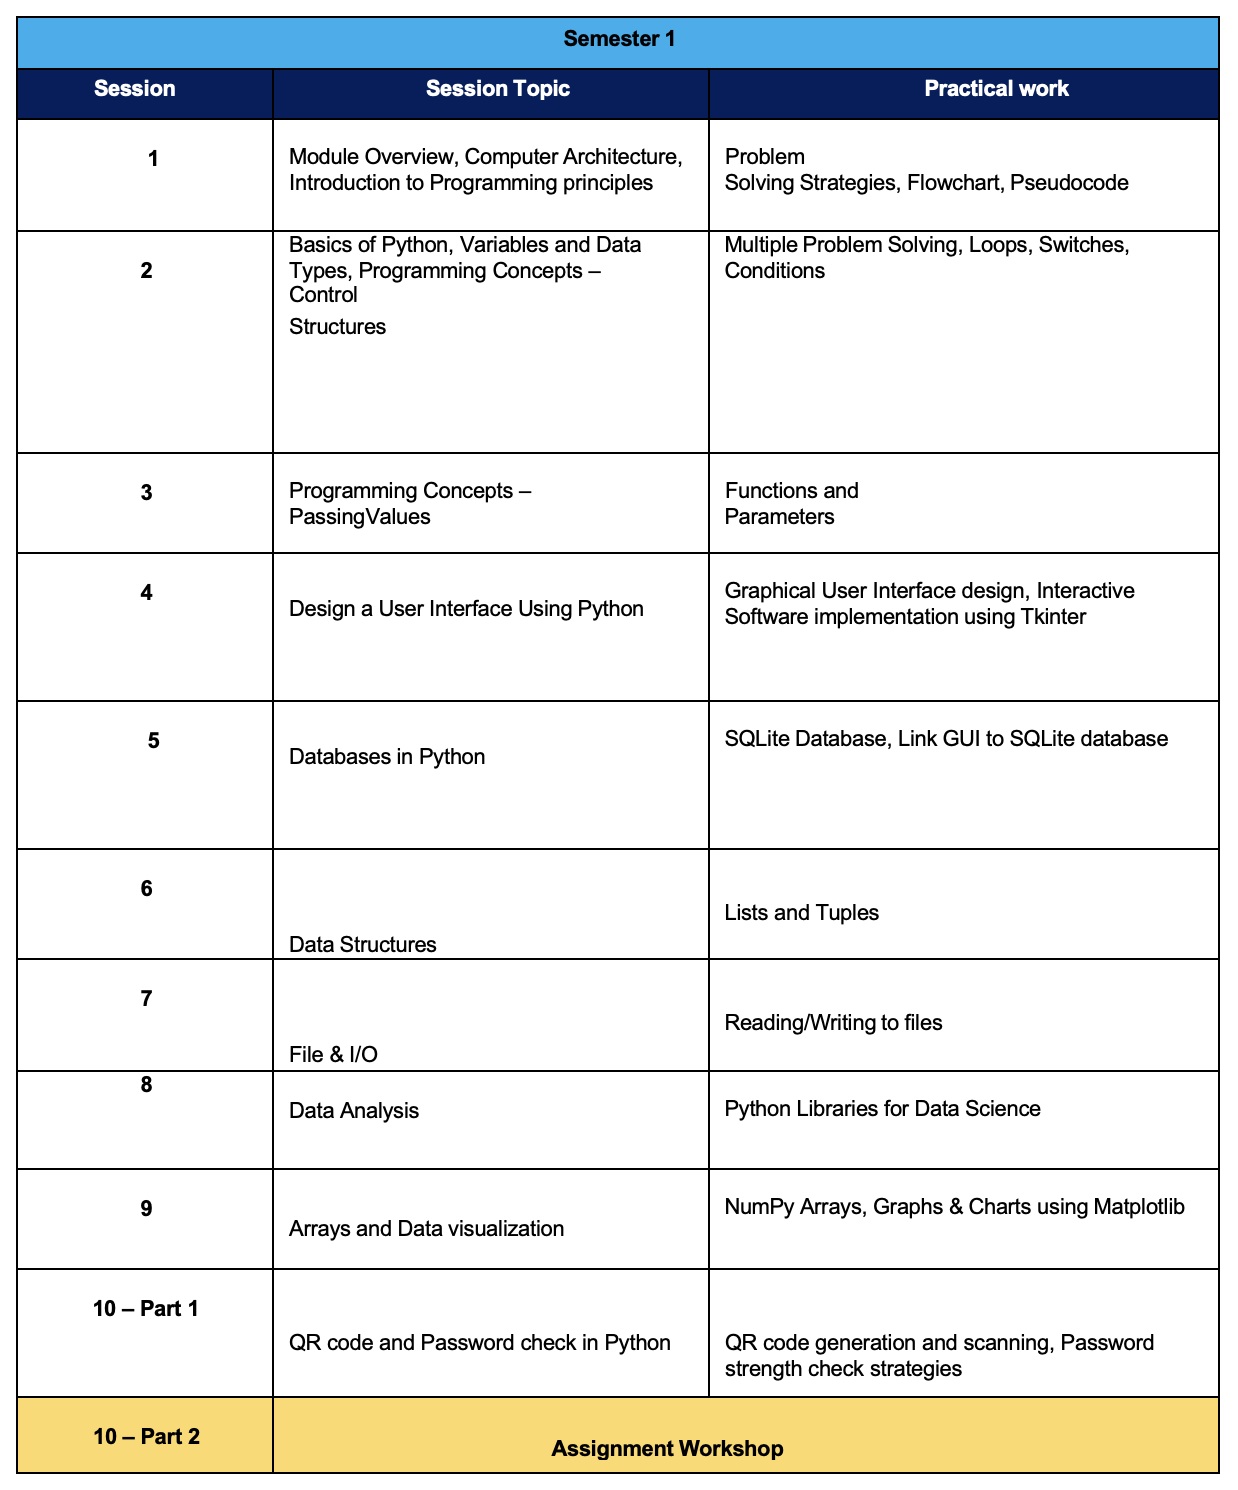 Semester 1
Session
Session Topic
Practical work
1
Module Overview, Computer Architecture,
Introduction to Programming principles
Problem
Solving Strategies, Flowchart, Pseudocode
2
Basics of Python, Variables and Data
Types, Programming Concepts –
Control
Structures
Multiple Problem Solving, Loops, Switches,
Conditions
3
Programming Concepts –
PassingValues
Functions and
Parameters
4
Design a User Interface Using Python
Graphical User Interface design, Interactive
Software implementation using Tkinter
5
Databases in Python
SQLite Database, Link GUI to SQLite database
6
Data Structures
Lists and Tuples
7
File & I/O
Reading/Writing to files
8
Data Analysis
Python Libraries for Data Science
9
Arrays and Data visualization
NumPy Arrays, Graphs & Charts using Matplotlib
10 – Part 1
QR code and Password check in Python
QR code generation and scanning, Password
strength check strategies
10 – Part 2
Assignment Workshop